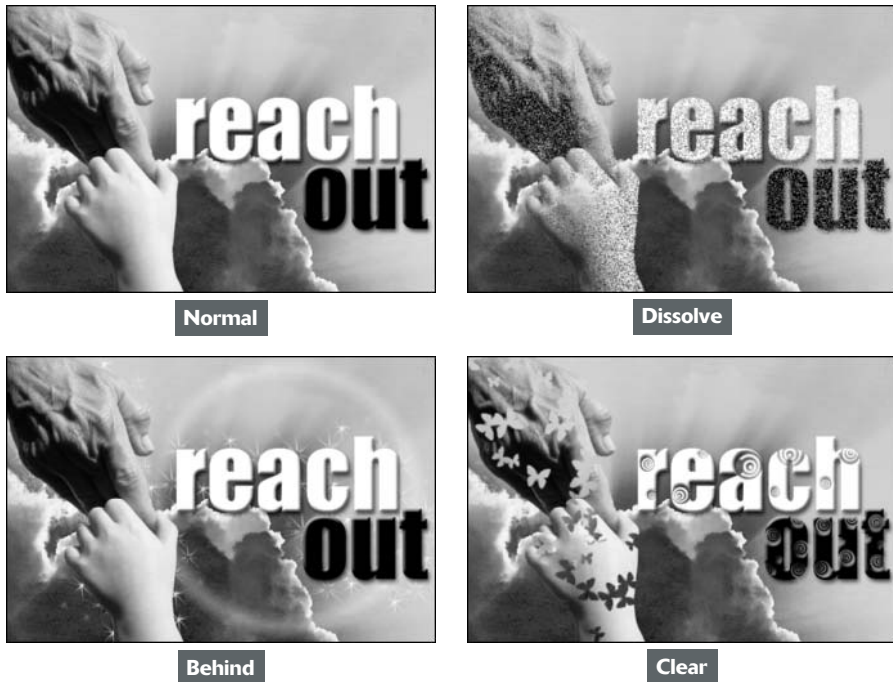 reach
out
Normal
reach
out
Dissolve
reach
out
Behind
reach
out
Clear